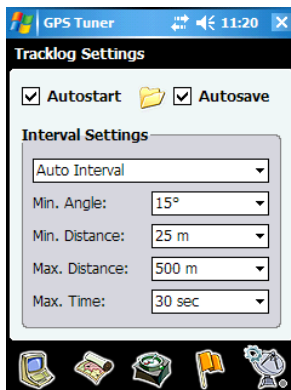 GPS Tuner 11:20
Tracklog Settings
Autostart Autosave
Interval Settings
Auto Interval
Min. Angle: 15°
Min. Distance: 25 m
Max. Distance: 500 m
Max. Time: 30 sec